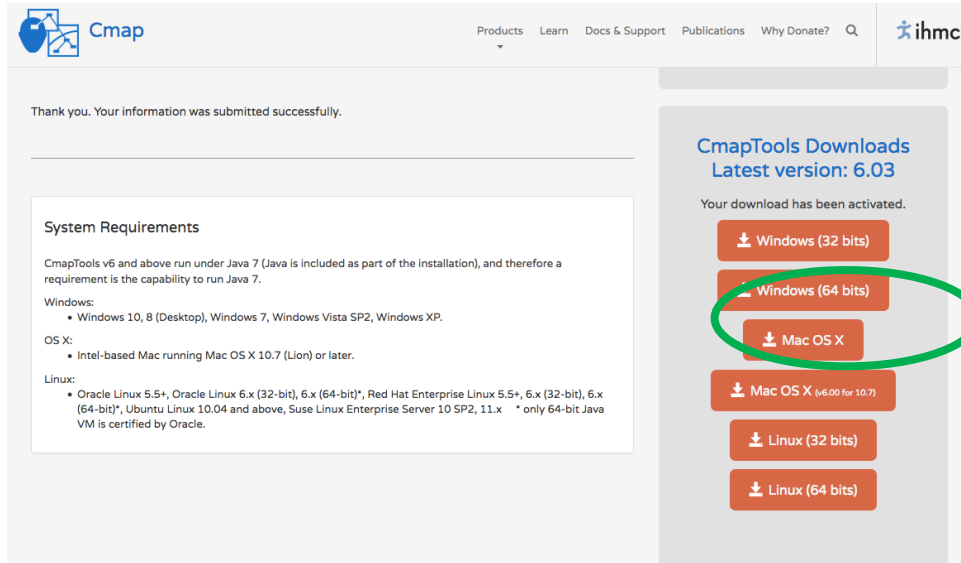 Cmap
Products Learn Docs & Support Publications Why Donate?
ihmc
Thank you. Your information was submitted successfully.
System Requirements
CmapTools v6 and above run under Java 7 (Java is included as part of the installation), and therefore a
requirement is the capability to run Java 7.
Windows:
• Windows 10, 8 (Desktop), Windows 7, Windows Vista SP2, Windows XP.
OS X:
• Intel-based Mac running Mac OS X 10.7 (Lion) or later.
Linux:
• Oracle Linux 5.5+, Oracle Linux 6.x (32-bit), 6.x (64-bit)*, Red Hat Enterprise Linux 5.5+, 6.x (32-bit), 6.x
(64-bit)*, Ubuntu Linux 10.04 and above, Suse Linux Enterprise Server 10 SP2, 11.x * only 64-bit Java
VM is certified by Oracle.
CmapTools Downloads
Latest version: 6.03
Your download has been activated.
Windows (32 bits)
Windows (64 bits)
Mac OS X
Mac OS X (v6.00 for 10.7)
Linux (32 bits)
Linux (64 bits)